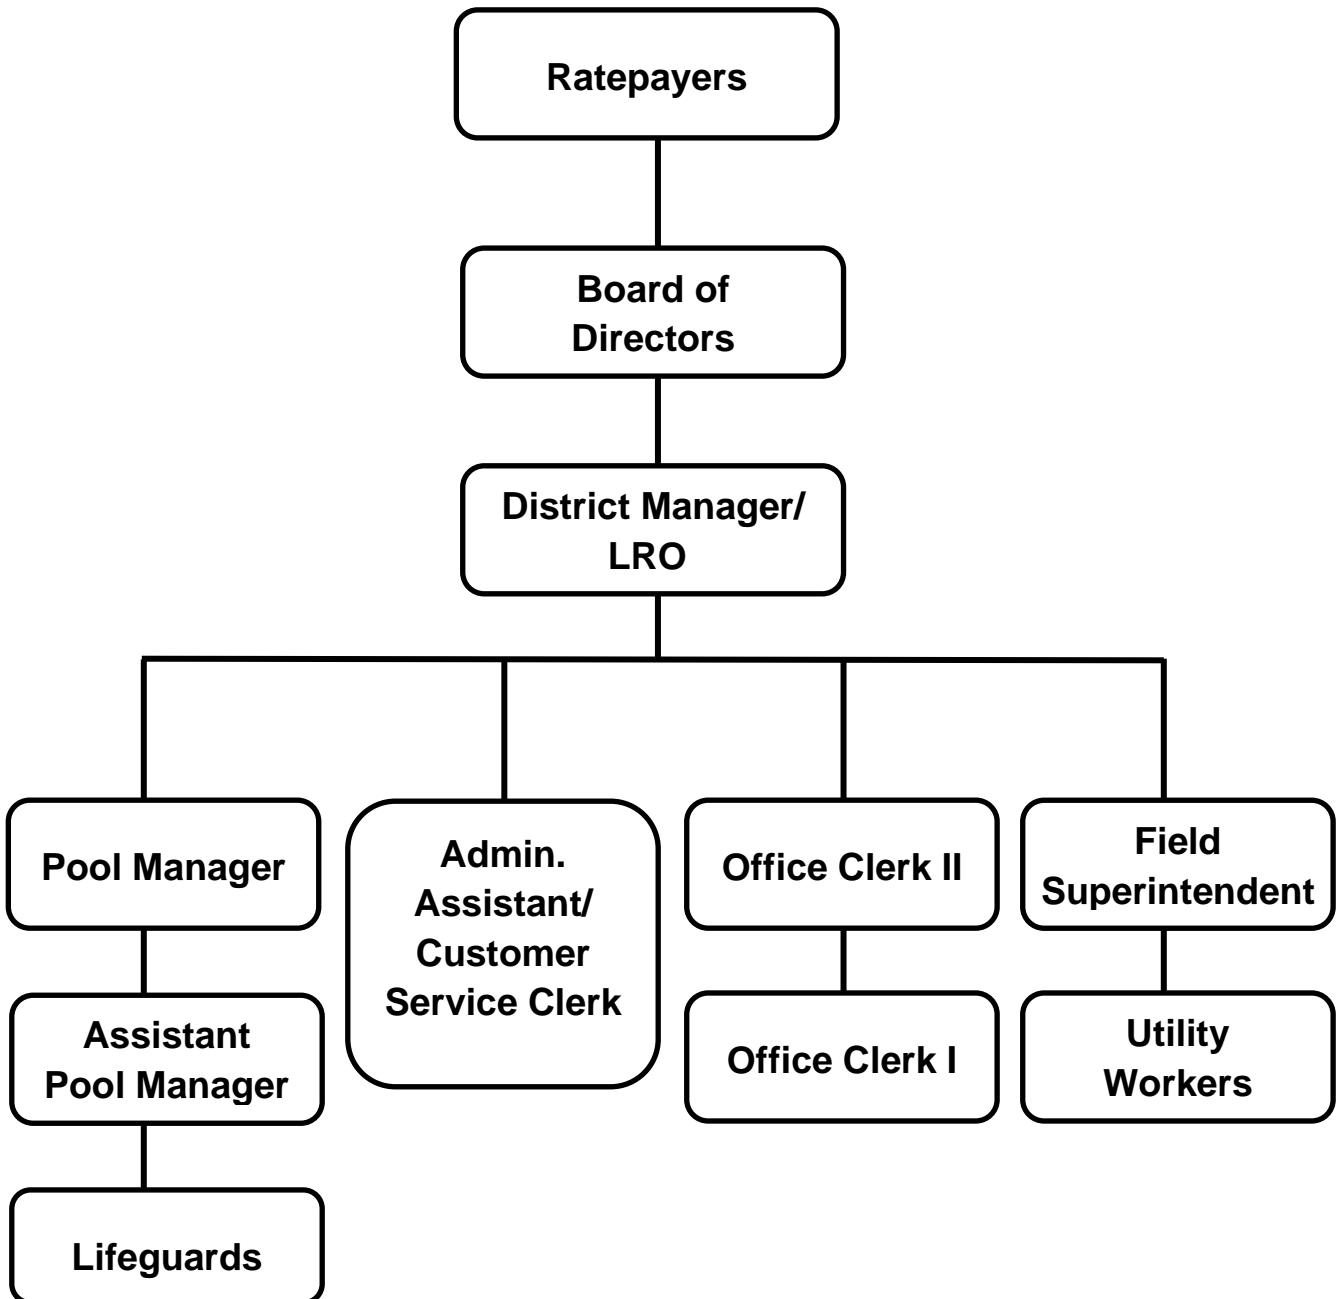 Ratepayers
Board of
Directors
District Manager/
LRO
Pool Manager
Admin.
Assistant/
Customer
Service Clerk
Office Clerk II
Field
Superintendent
Assistant
Pool Manager
Office Clerk I
Utility
Workers
Lifeguards